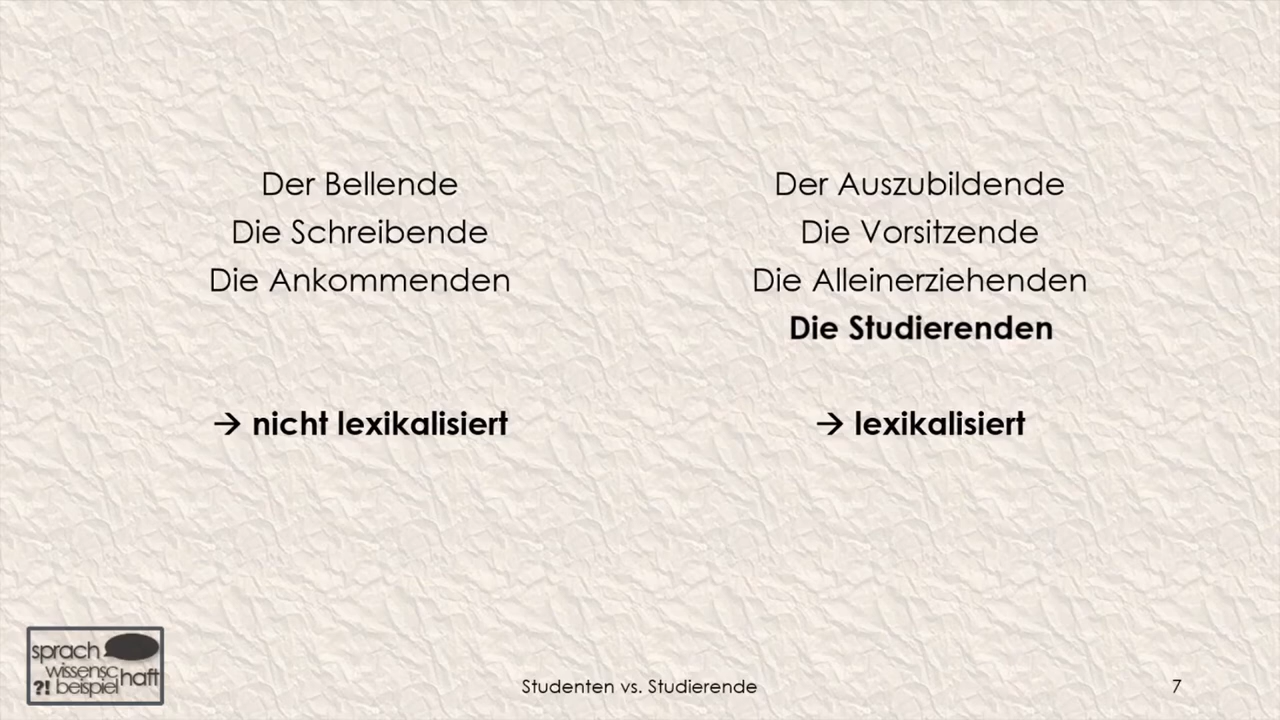 Der Bellende
Die Schreibende
Die Ankommenden
→ nicht lexikalisiert
Der Auszubildende
Die Vorsitzende
Die Alleinerziehenden
Die Studierenden
→ lexikalisiert
sprach
wissensc
haft
?! beispiel
Studenten vs. Studierende
7